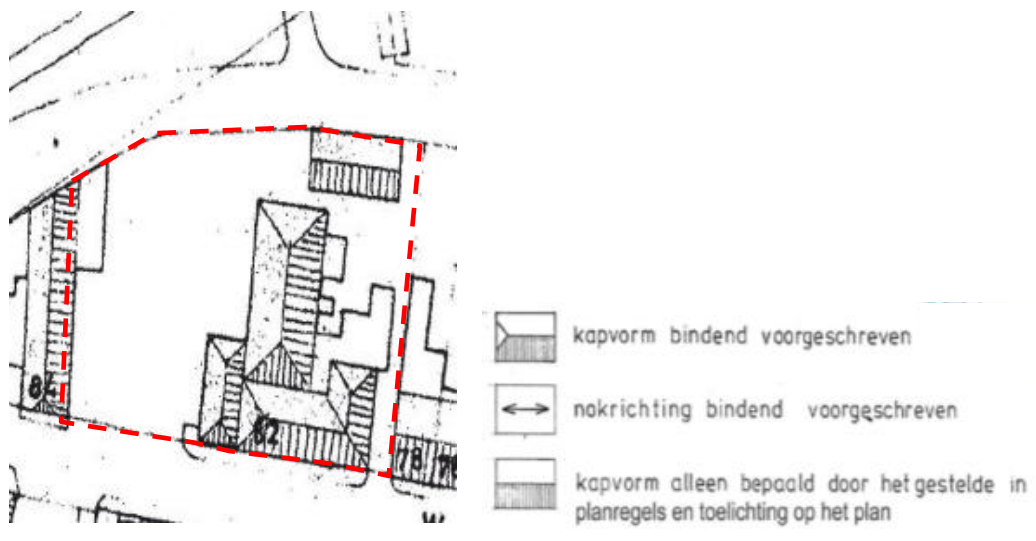 84
62
78
kapvorm bindend voorgeschreven
nokrichting bindend voorgeschreven
kapvorm alleen bepaald door het gestelde in
planregels en toelichting op het plan